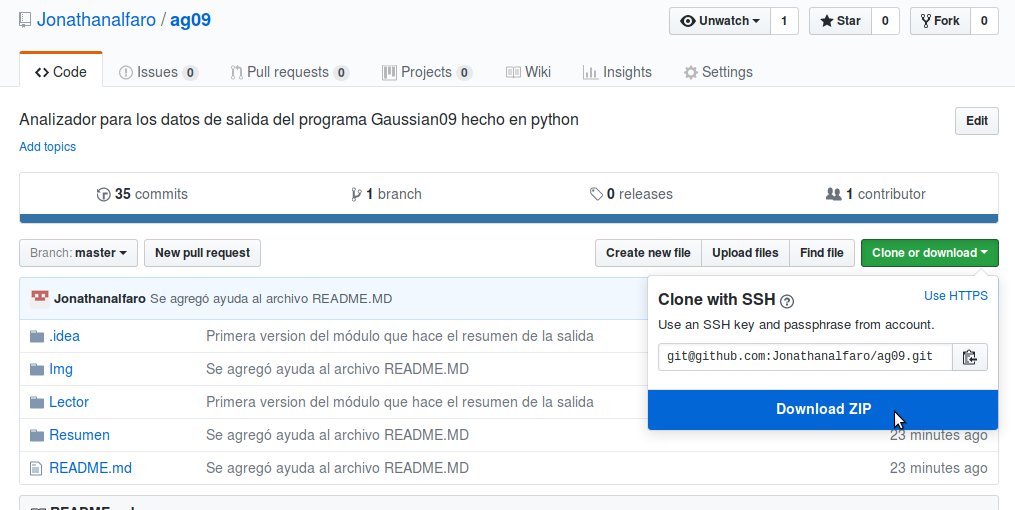 Jonathanalfaro / ag09
Unwatch 1 Star 0 Fork 0
Code Issues 0 Pull requests 0 Projects 0 Wiki Insights Settings
Analizador para los datos de salida del programa Gaussian09 hecho en python
Edit
Add topics
35 commits 1 branch 0 releases 1 contributor
Branch: master New pull request Create new file Upload files Find file Clone or download
Jonathanalfaro Se agregó ayuda al archivo README.MD
.idea Primera version del módulo que hace el resumen de la salida
Img Se agregó ayuda al archivo README.MD
Lector Primera version del módulo que hace el resumen de la salida
Resumen Se agregó ayuda al archivo README.MD 23 minutes ago
README.md Se agregó ayuda al archivo README.MD 23 minutes ago
Clone with SSH ?
Use HTTPS
Use an SSH key and passphrase from account.
git@github.com:Jonathanalfaro/ag09.git
Download ZIP